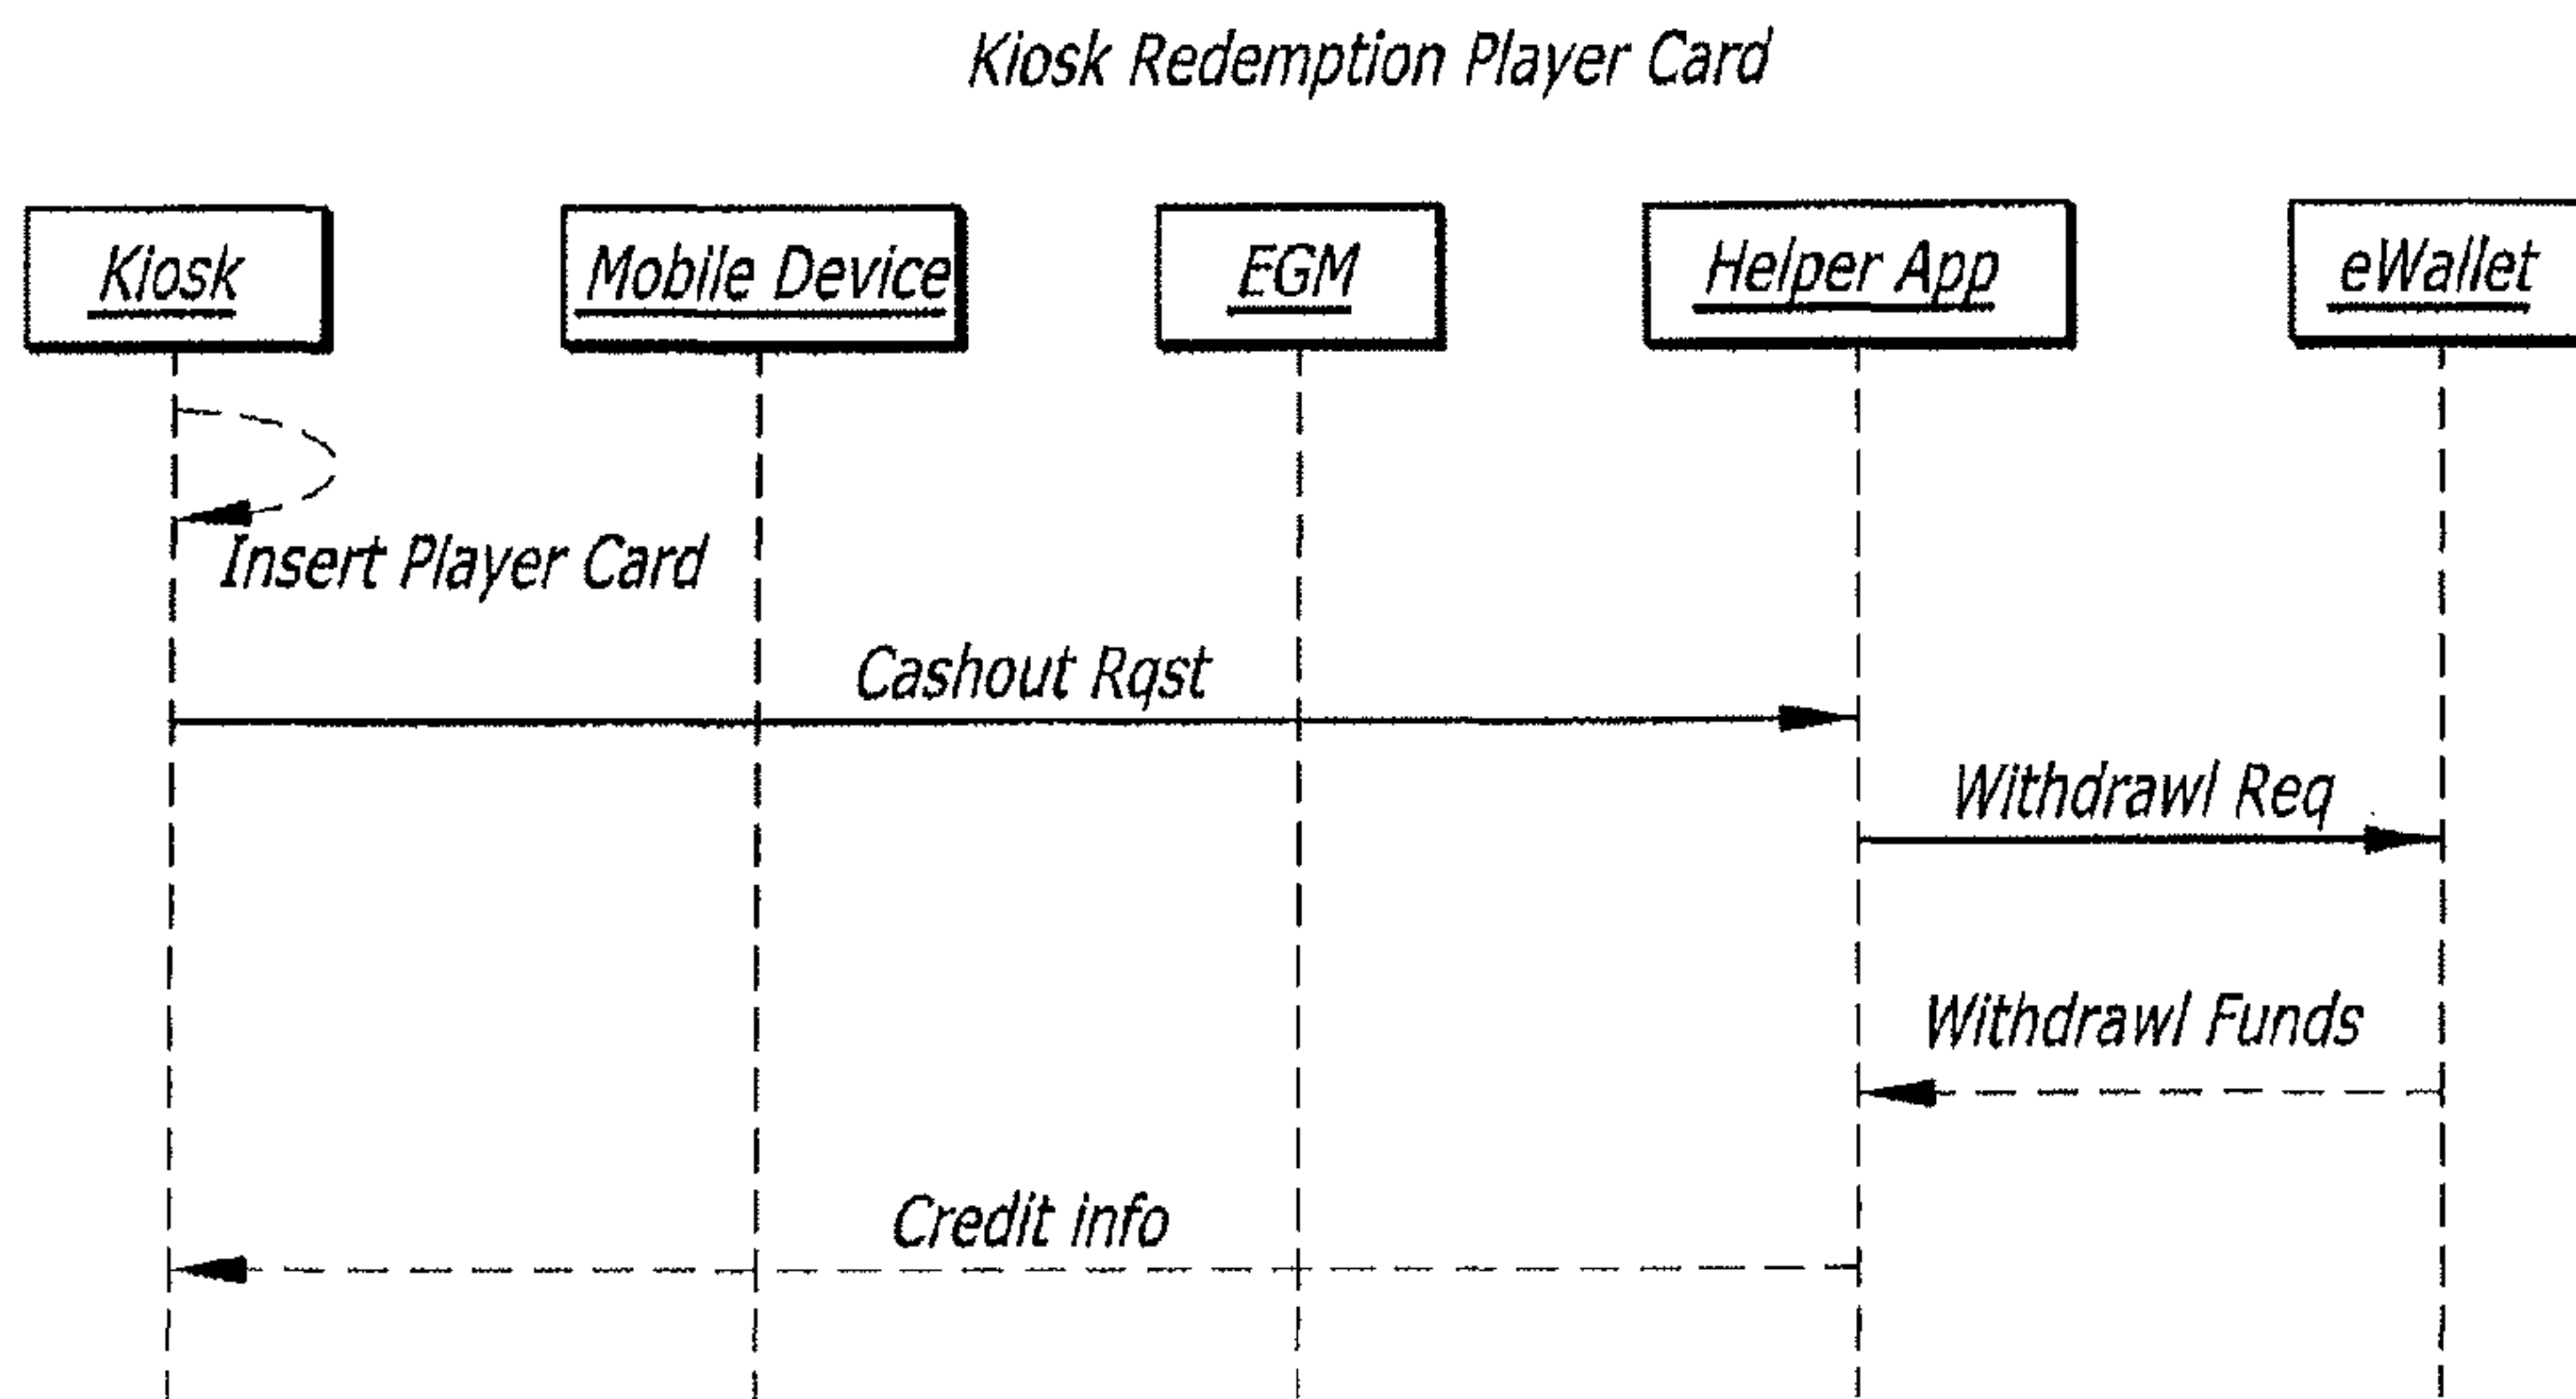 Kiosk Redemption Player Card
Kiosk
Mobile Device
EGM
Helper App
eWallet
Insert Player Card
Cashout Rqst
Withdrawl Req
Withdrawl Funds
Credit info